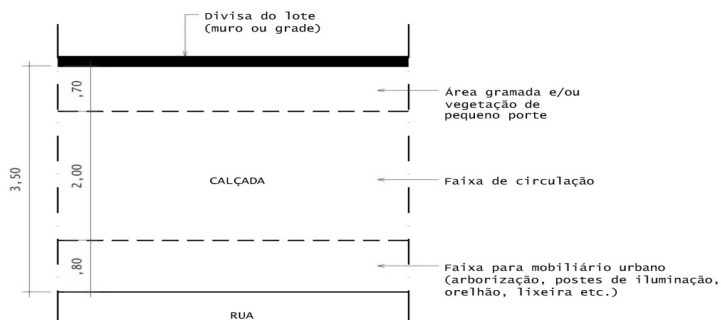 Divisa do lote
(muro ou grade)
,70
Área gramada e/ou
vegetação de
pequeno porte
3,50
2,00
CALÇADA
Faixa de circulação
,80
Faixa para mobiliário urbano
(arborização, postes de iluminação,
orelhão, lixeira etc.)
RUA